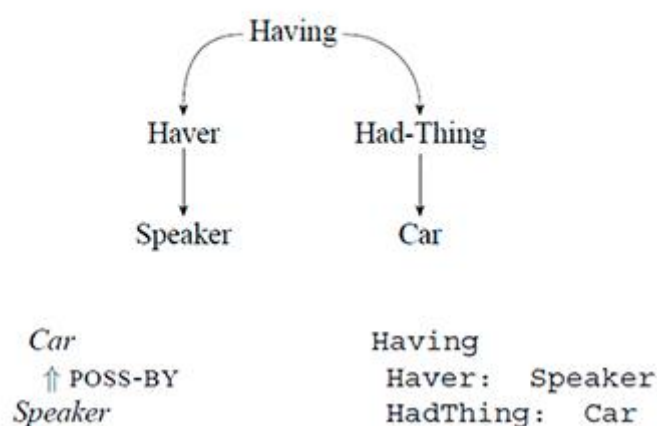 Having
Haver Had-Thing
Speaker Car
Car
⇑ POSS-BY
Speaker
Having
Haver: Speaker
HadThing: Car